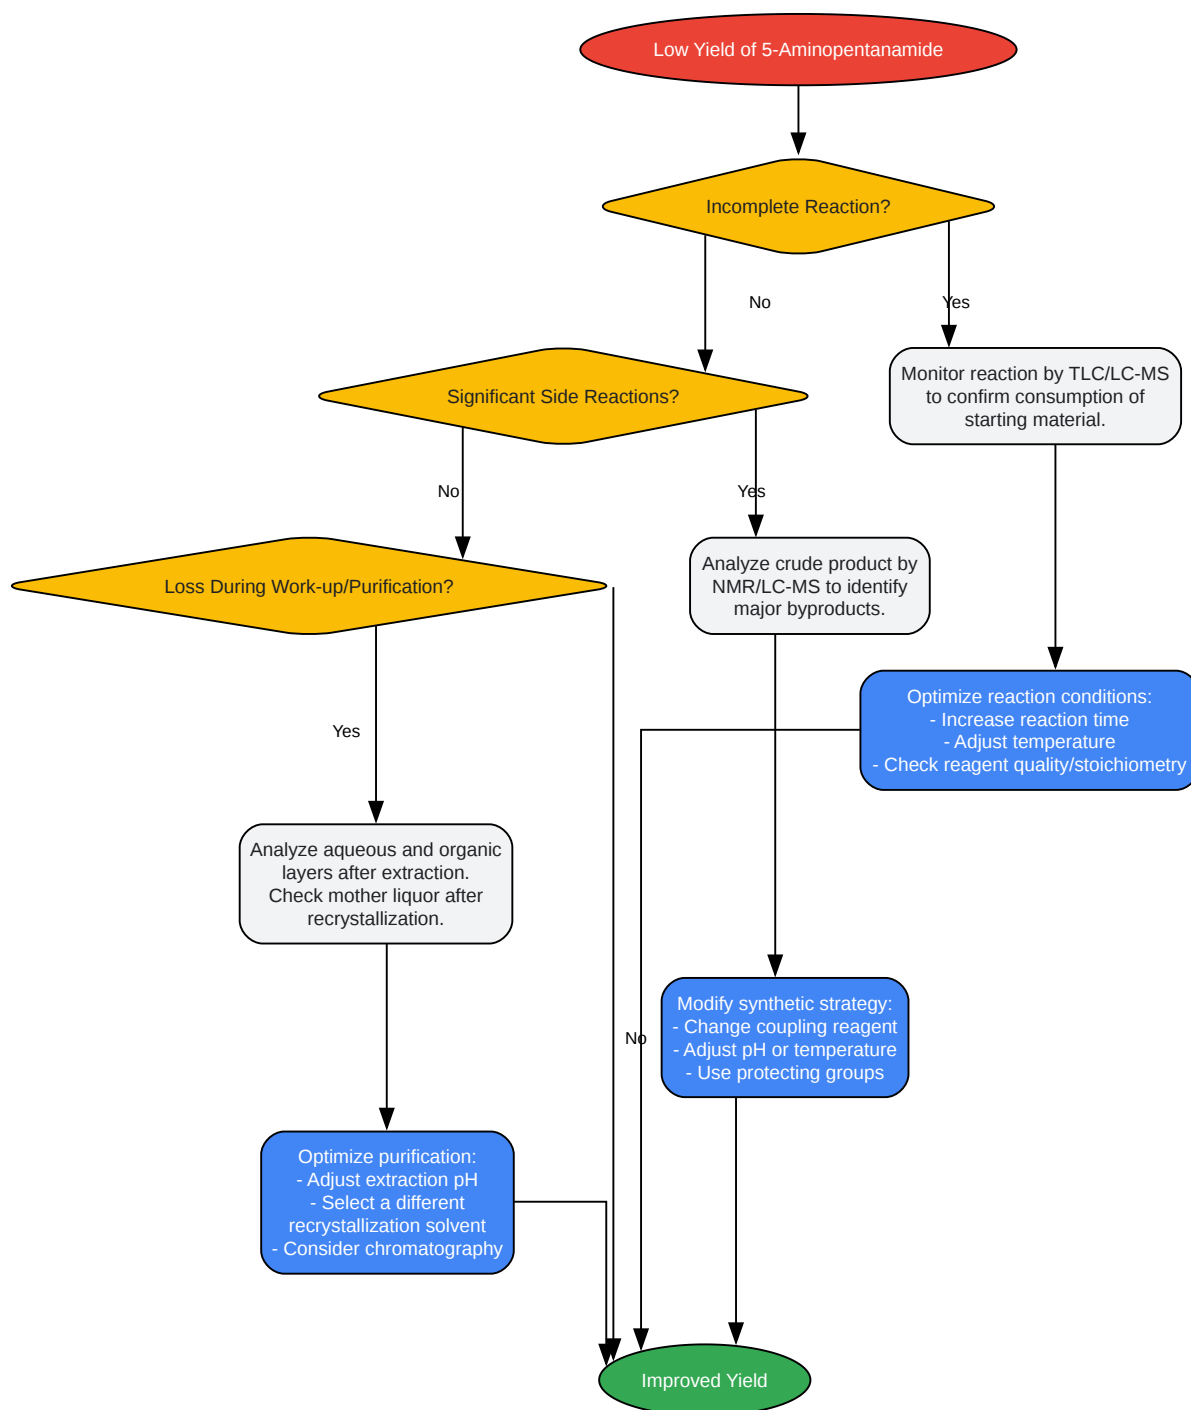 Low Yield of 5-Aminopentanamide
Incomplete Reaction?
No
Yes
Significant Side Reactions?
Monitor reaction by TLC/LC-MS
to confirm consumption of
starting material.
No
Yes
Loss During Work-up/Purification?
Analyze crude product by
NMR/LC-MS to identify
major byproducts.
Optimize reaction conditions:
- Increase reaction time
- Adjust temperature
- Check reagent quality/stoichiometry
Yes
Analyze aqueous and organic
layers after extraction.
Check mother liquor after
recrystallization.
Modify synthetic strategy:
- Change coupling reagent
- Adjust pH or temperature
- Use protecting groups
No
Optimize purification:
- Adjust extraction pH
- Select a different
recrystallization solvent
- Consider chromatography
Improved Yield